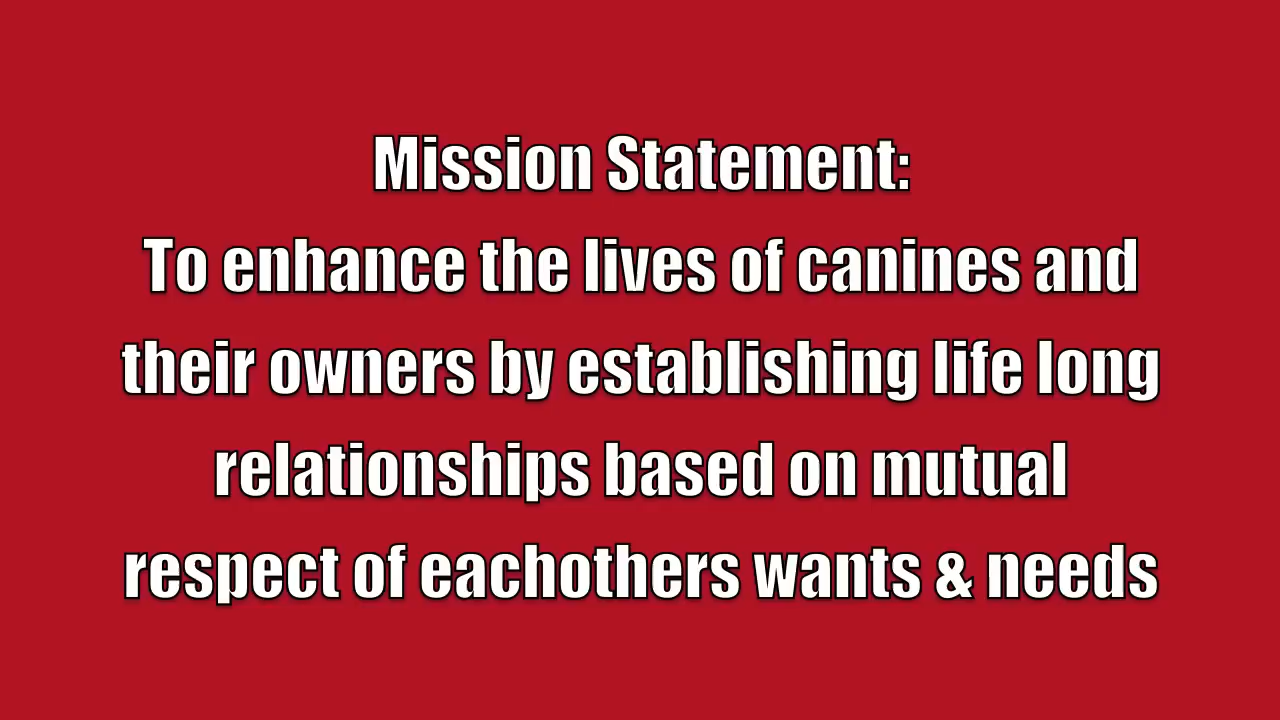 Mission Statement:
To enhance the lives of canines and
their owners by establishing life long
relationships based on mutual
respect of eachothers wants & needs